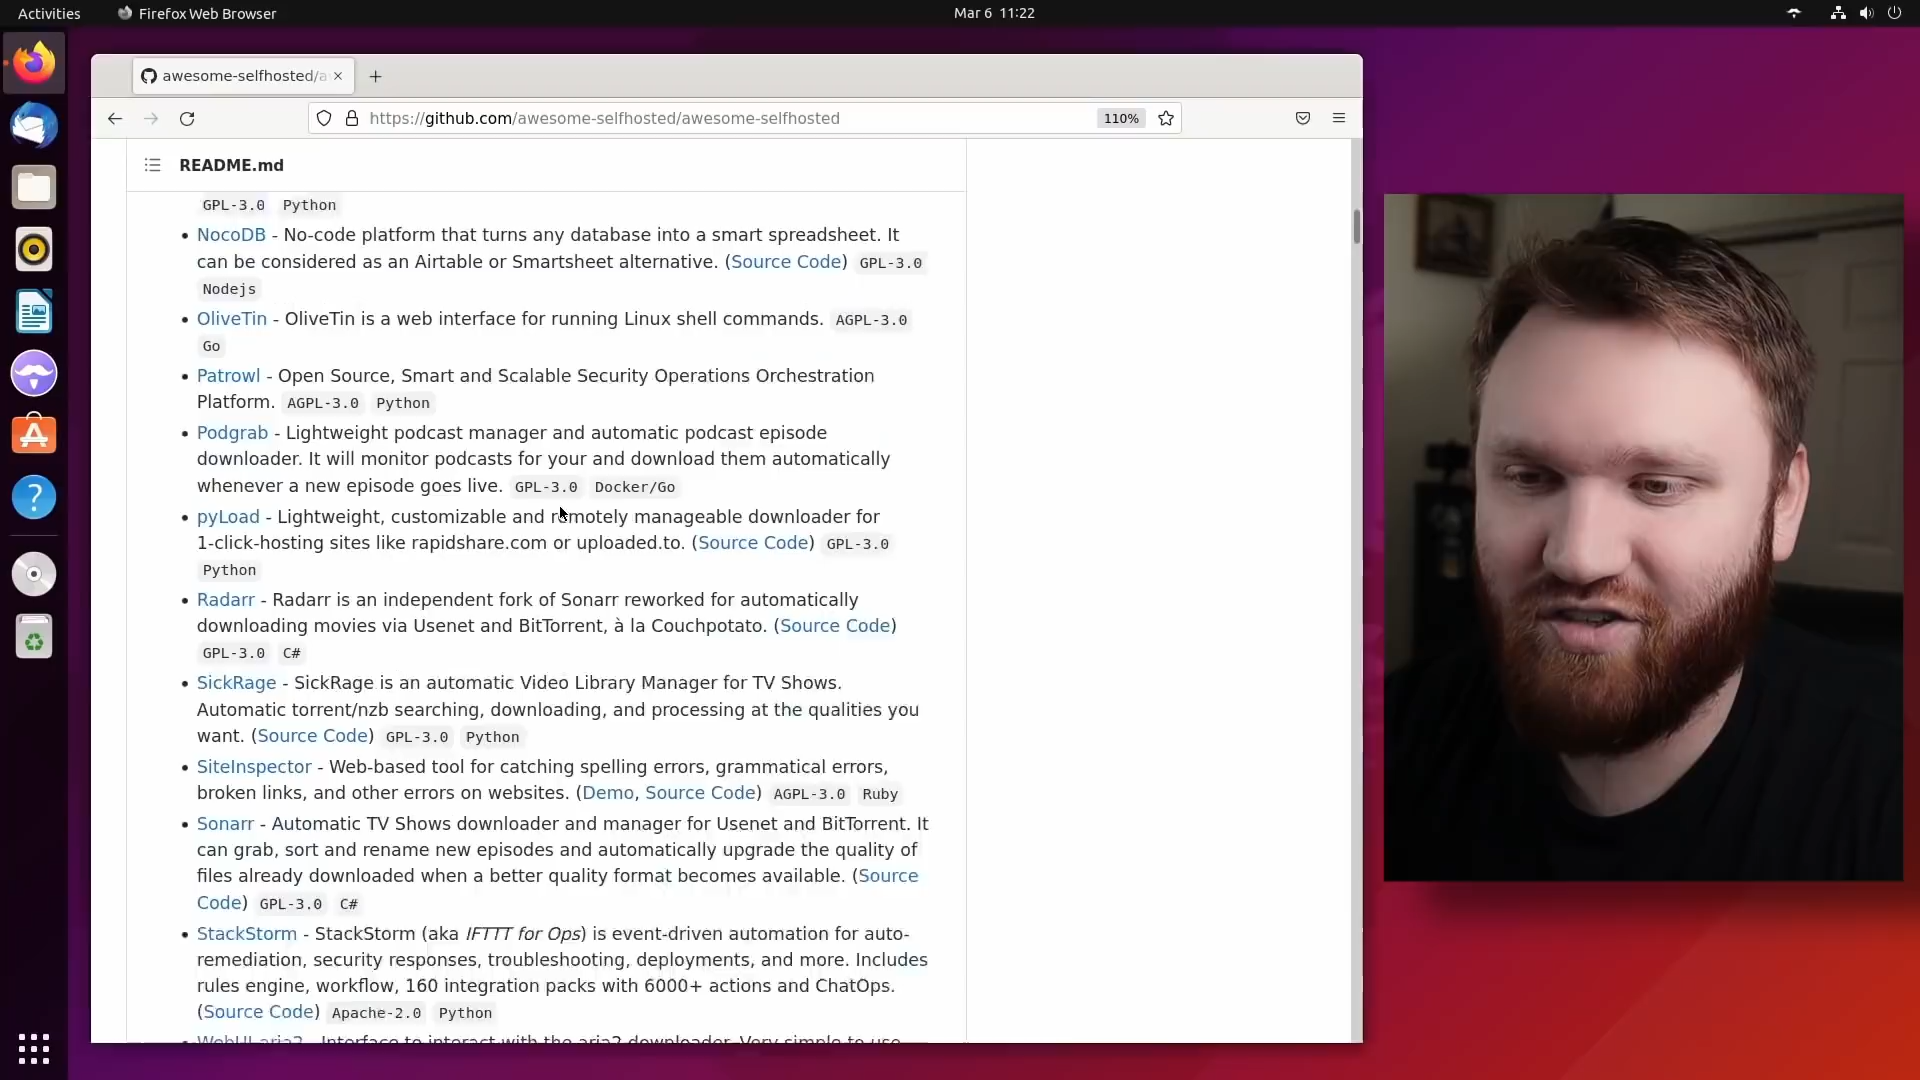 Activities
Firefox Web Browser
Mar 6 11:22
awesome-selfhosted/a
https://github.com/awesome-selfhosted/awesome-selfhosted
110%
README.md
GPL-3.0 Python
NocoDB - No-code platform that turns any database into a smart spreadsheet. It
can be considered as an Airtable or Smartsheet alternative. (Source Code) GPL-3.0
Nodejs
OliveTin - OliveTin is a web interface for running Linux shell commands. AGPL-3.0
Go
Patrowl - Open Source, Smart and Scalable Security Operations Orchestration
Platform. AGPL-3.0 Python
Podgrab - Lightweight podcast manager and automatic podcast episode
downloader. It will monitor podcasts for your and download them automatically
whenever a new episode goes live. GPL-3.0 Docker/Go
pyLoad - Lightweight, customizable and remotely manageable downloader for
1-click-hosting sites like rapidshare.com or uploaded.to. (Source Code) GPL-3.0
Python
Radarr - Radarr is an independent fork of Sonarr reworked for automatically
downloading movies via Usenet and BitTorrent, à la Couchpotato. (Source Code)
GPL-3.0 C#
SickRage - SickRage is an automatic Video Library Manager for TV Shows.
Automatic torrent/nzb searching, downloading, and processing at the qualities you
want. (Source Code) GPL-3.0 Python
SiteInspector - Web-based tool for catching spelling errors, grammatical errors,
broken links, and other errors on websites. (Demo, Source Code) AGPL-3.0 Ruby
Sonarr - Automatic TV Shows downloader and manager for Usenet and BitTorrent. It
can grab, sort and rename new episodes and automatically upgrade the quality of
files already downloaded when a better quality format becomes available. (Source
Code) GPL-3.0 C#
StackStorm - StackStorm (aka IFTTT for Ops) is event-driven automation for auto-
remediation, security responses, troubleshooting, deployments, and more. Includes
rules engine, workflow, 160 integration packs with 6000+ actions and ChatOps.
(Source Code) Apache-2.0 Python
WebUI-aria2 - Interface to interact with the aria2 downloader. Very simple to use,